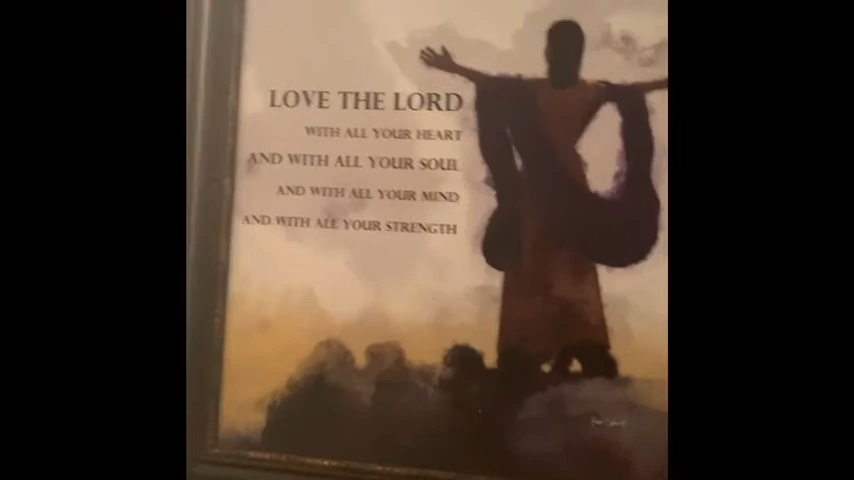 LOVE THE LORD
WITH ALL YOUR HEART
AND WITH ALL YOUR SOUL
AND WITH ALL YOUR MIND
AND WITH ALL YOUR STRENGTH